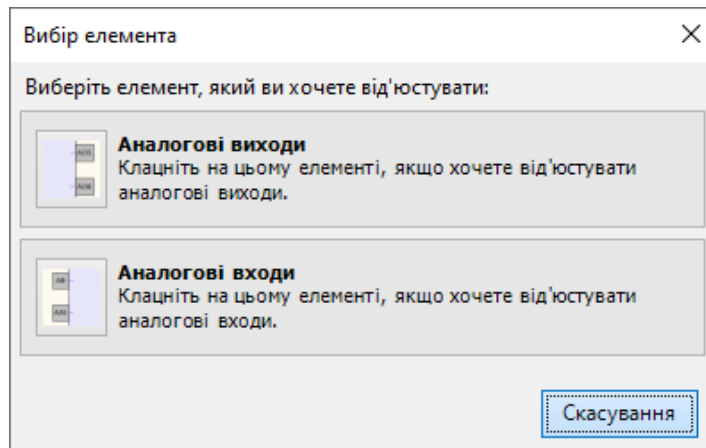 Вибір елемента
Виберіть елемент, який ви хочете від'юстувати:
Аналогові виходи
Клацніть на цьому елементі, якщо хочете від'юстувати
аналогові виходи.
Аналогові входи
Клацніть на цьому елементі, якщо хочете від'юстувати
аналогові входи.
Скасування